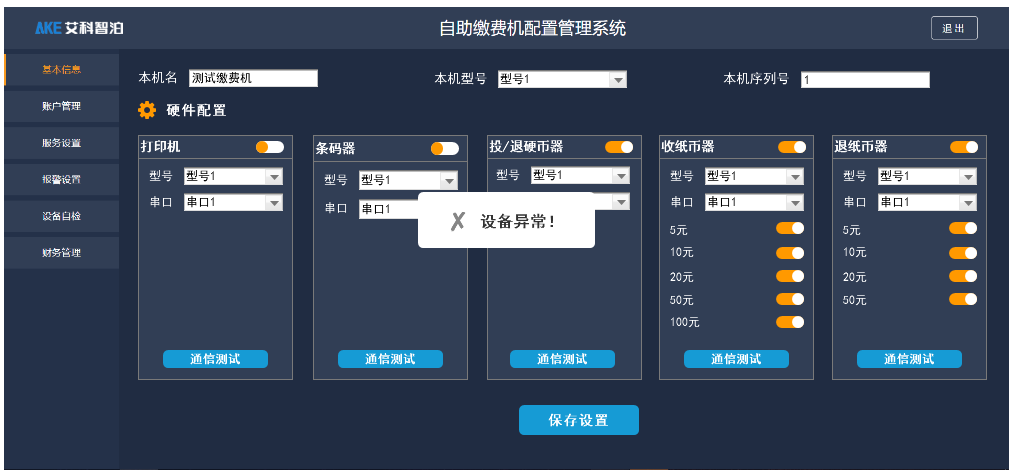 AKE 艾科智泊
自助缴费机配置管理系统
退出
基本信息
账户管理
服务设置
报警设置
设备自检
财务管理
本机名 测试缴费机
本机型号 型号1
本机序列号 1
硬件配置
打印机
型号 型号1
串口 串口1
通信测试
条码器
型号 型号1
串口 串口1
通信测试
投/退硬币器
型号 型号1
通信测试
收纸币器
型号 型号1
串口 串口1
5元
10元
20元
50元
100元
通信测试
退纸币器
型号 型号1
串口 串口1
5元
10元
20元
50元
通信测试
X 设备异常！
保存设置